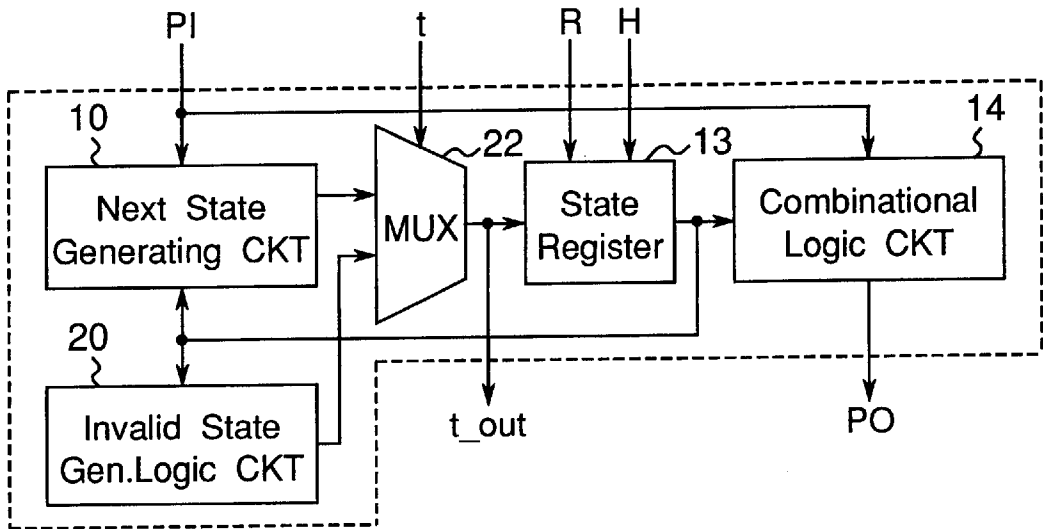 PI t R H
10 22 13 14
Next State
Generating CKT
MUX
State
Register
Combinational
Logic CKT
20
Invalid State
Gen.Logic CKT
t_out
PO